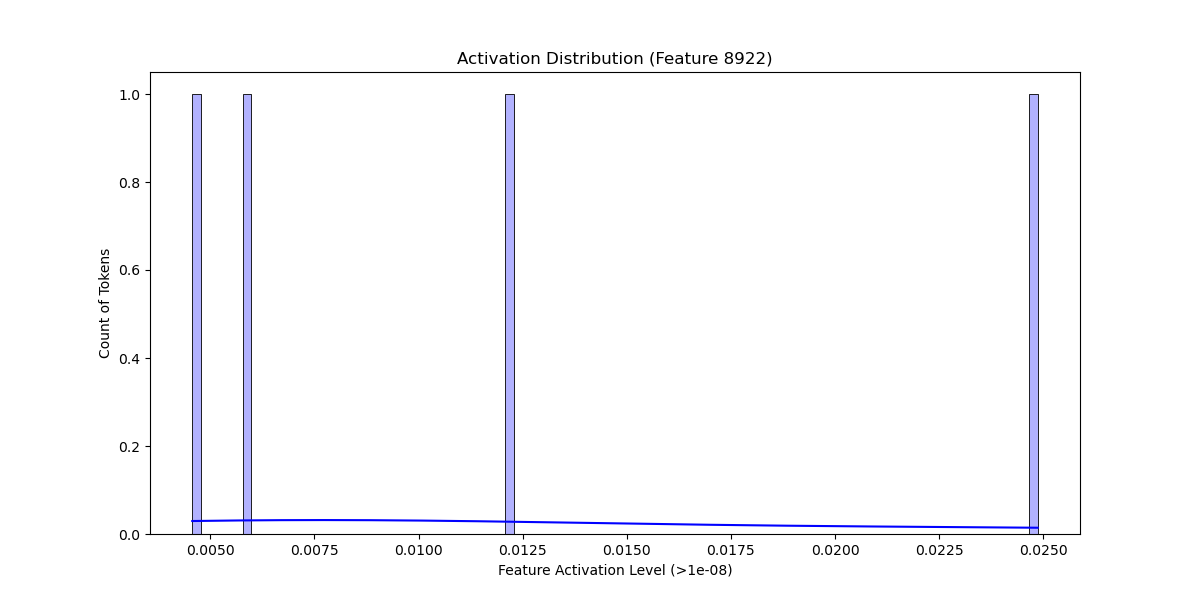 Activation Distribution (Feature 8922)
1.0
0.8
0.6
0.4
0.2
0.0
Count of Tokens
0.0050 0.0075 0.0100 0.0125 0.0150 0.0175 0.0200 0.0225 0.0250
Feature Activation Level (>1e-08)